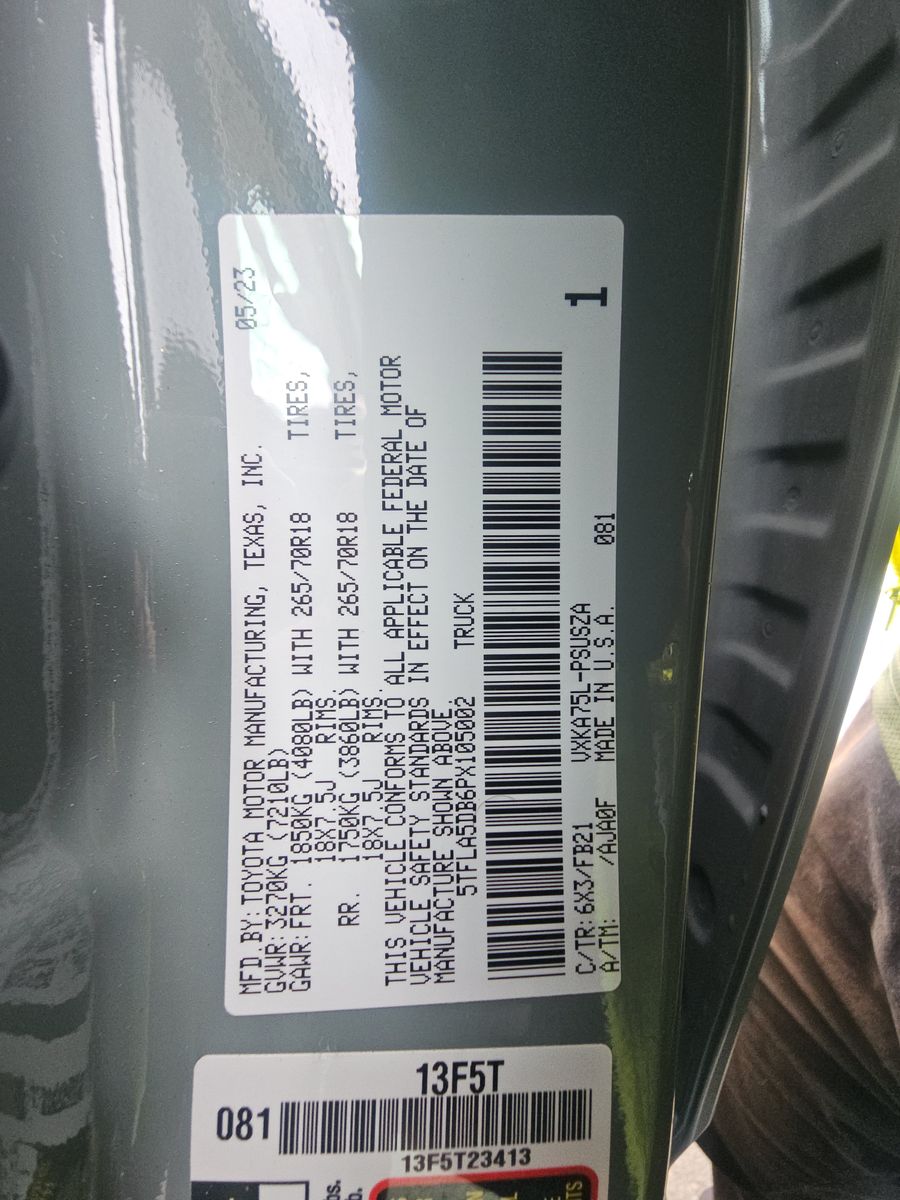 MFD BY: TOYOTA MOTOR MANUFACTURING, TEXAS, INC. 05/23
GVWR: 3270KG (7210LB)
GAWR: FRT. 1850KG (4080LB) WITH 265/70R18 TIRES,
18X7.5J RIMS.
RR. 1750KG (3860LB) WITH 265/70R18 TIRES,
18X7.5J RIMS.
THIS VEHICLE CONFORMS TO ALL APPLICABLE FEDERAL MOTOR
VEHICLE SAFETY STANDARDS IN EFFECT ON THE DATE OF
MANUFACTURE SHOWN ABOVE.
5TFLA5DB6PX105002 TRUCK
C/TR: 6X3/FB21 VXKA75L-PSUSZA 1
A/TM: /AJA0F MADE IN U.S.A. 081
13F5T
081
13F5T23413